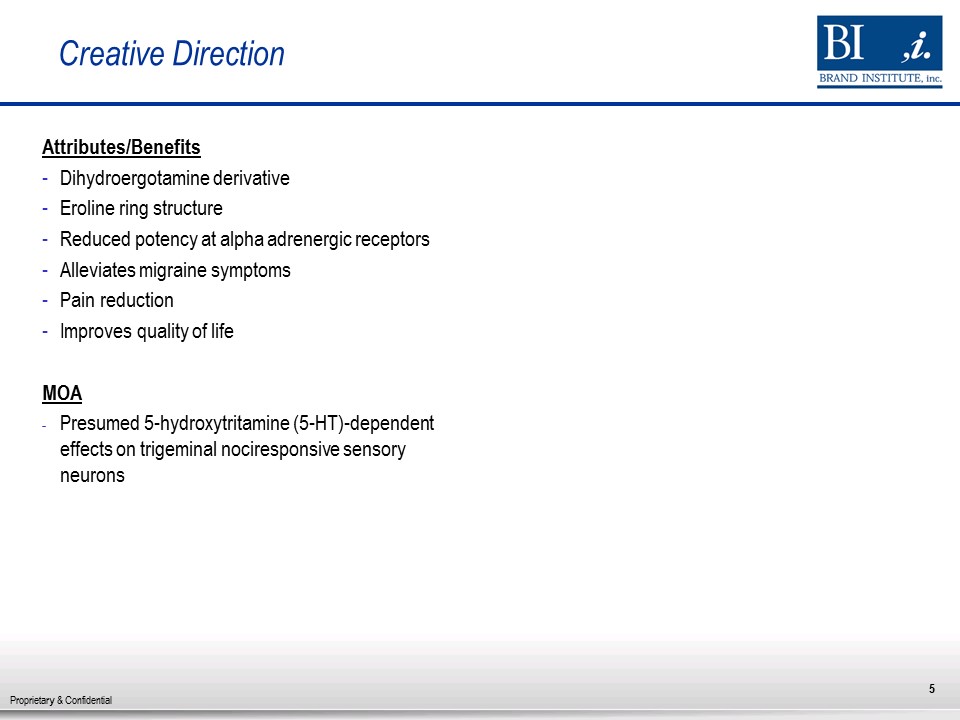 Creative Direction
BI ,i.
BRAND INSTITUTE, inc.
Attributes/Benefits
- Dihydroergotamine derivative
- Eroline ring structure
- Reduced potency at alpha adrenergic receptors
- Alleviates migraine symptoms
- Pain reduction
- Improves quality of life
MOA
- Presumed 5-hydroxytritamine (5-HT)-dependent
effects on trigeminal nociresponsive sensory
neurons
5
Proprietary & Confidential